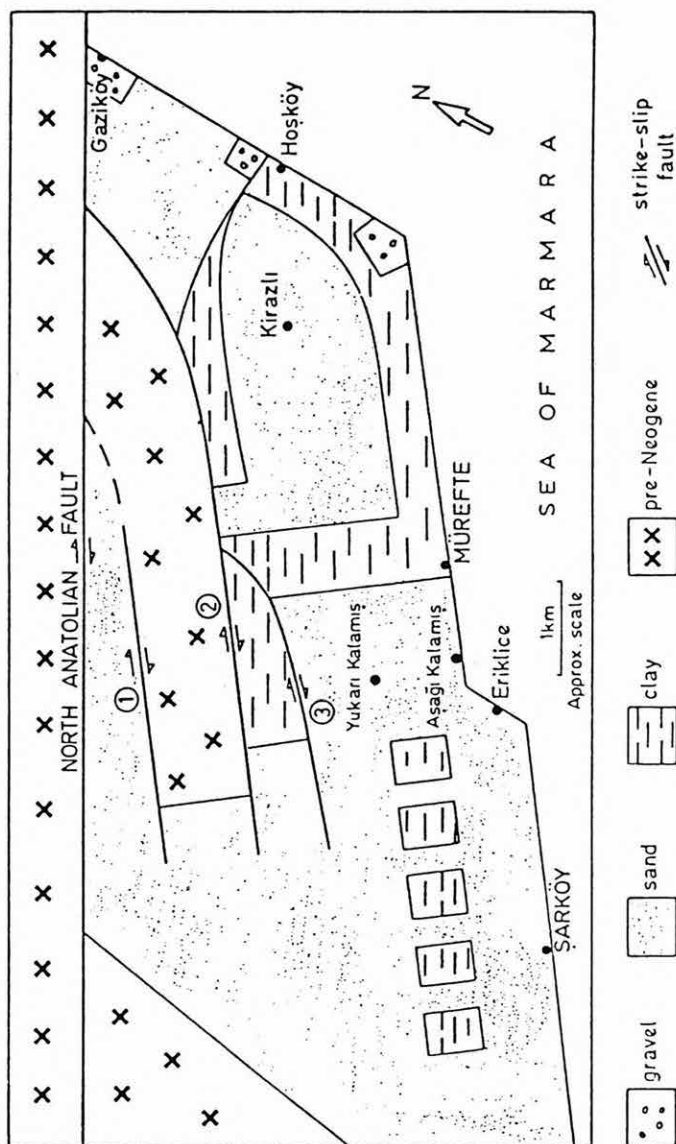 NORTH ANATOLIAN FAULT
Gaziköy
Hoşköy
N
①
②
③
Kirazlı
SEA OF MARMARA
MÜREFTE
Yukarı Kalamış
Aşağı Kalamış
Eriklice
ŞARKÖY
1km
Approx. scale
gravel
sand
clay
pre-Neogene
strike-slip
fault